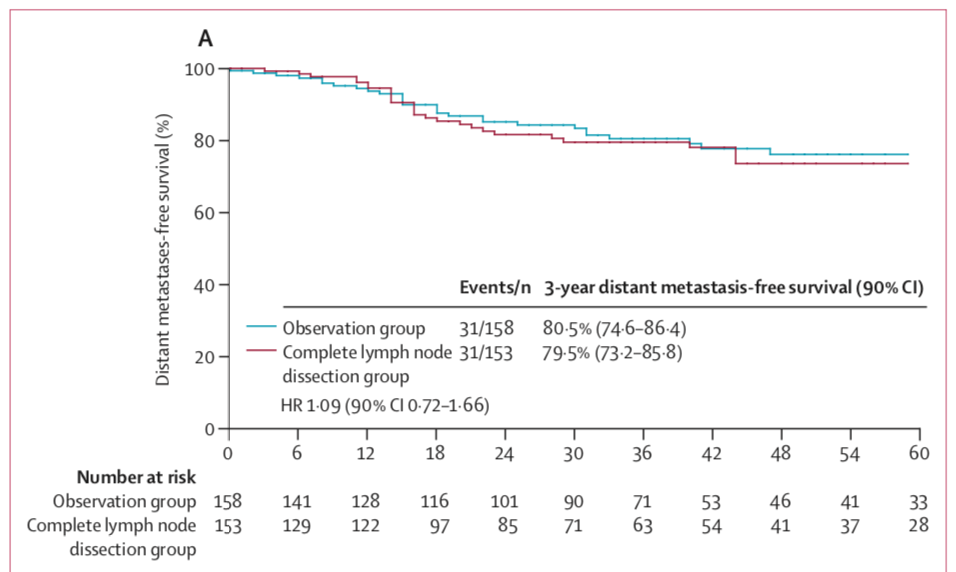 A
Distant metastases-free survival (%)
100
80
60
40
20
0
Events/n 3-year distant metastasis-free survival (90% CI)
Observation group 31/158 80·5% (74·6–86·4)
Complete lymph node 31/153 79·5% (73·2–85·8)
dissection group
HR 1·09 (90% CI 0·72–1·66)
0 6 12 18 24 30 36 42 48 54 60
Number at risk
Observation group 158 141 128 116 101 90 71 53 46 41 33
Complete lymph node 153 129 122 97 85 71 63 54 41 37 28
dissection group